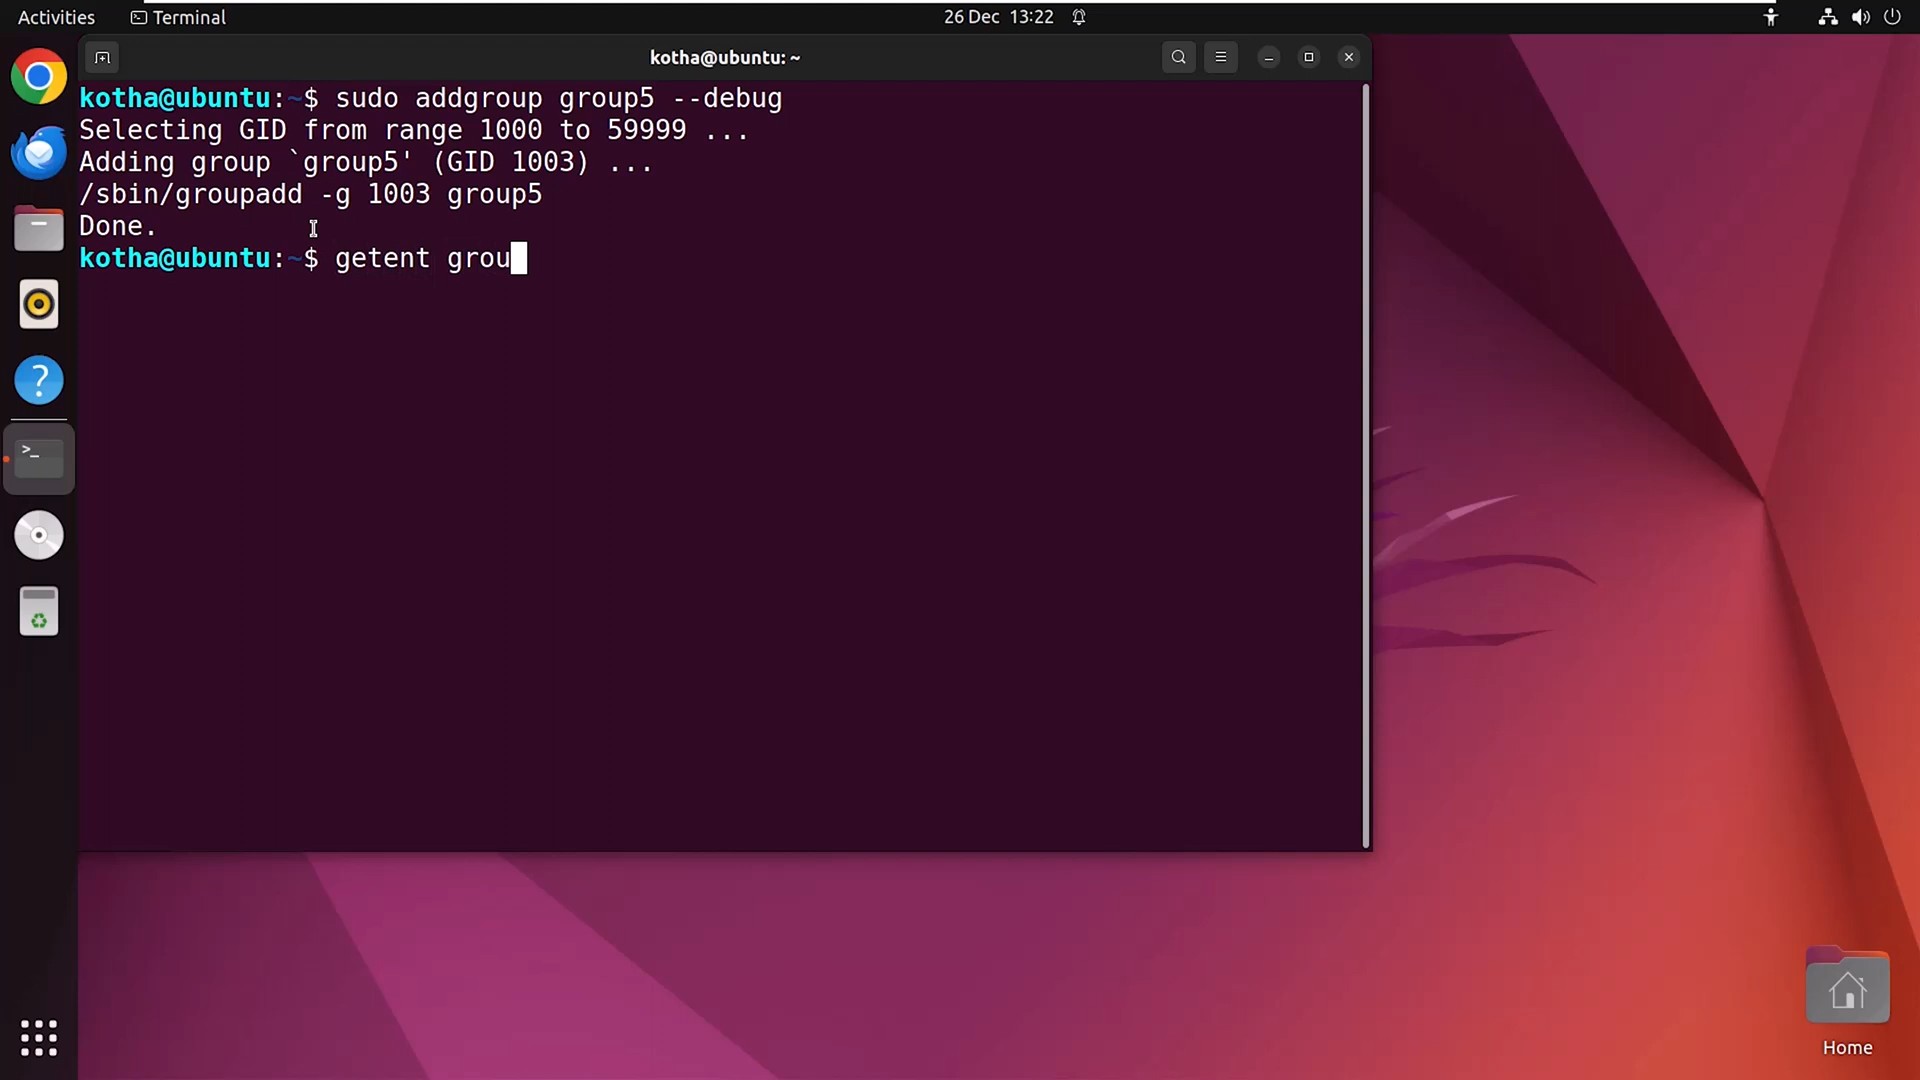 Activities
Terminal
26 Dec 13:22
kotha@ubuntu: ~
kotha@ubuntu:~$ sudo addgroup group5 --debug
Selecting GID from range 1000 to 59999 ...
Adding group `group5' (GID 1003) ...
/sbin/groupadd -g 1003 group5
Done.
kotha@ubuntu:~$ getent grou
Home